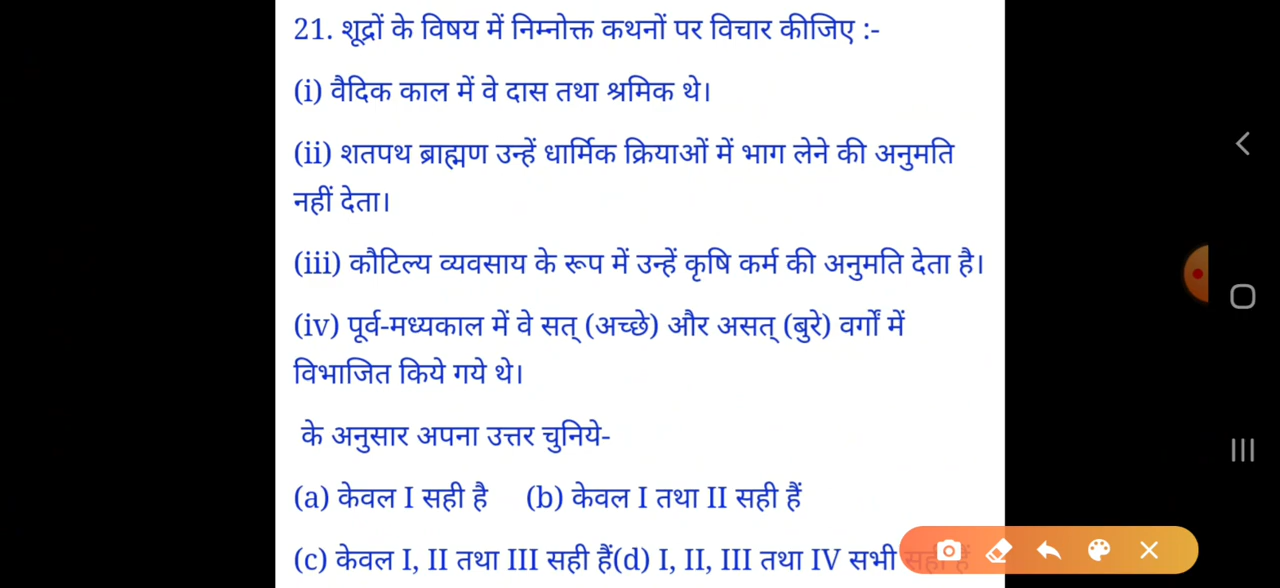 21. शूद्रों के विषय में निम्नोक्त कथनों पर विचार कीजिए :-
(i) वैदिक काल में वे दास तथा श्रमिक थे।
(ii) शतपथ ब्राह्मण उन्हें धार्मिक क्रियाओं में भाग लेने की अनुमति
नहीं देता।
(iii) कौटिल्य व्यवसाय के रूप में उन्हें कृषि कर्म की अनुमति देता है।
(iv) पूर्व-मध्यकाल में वे सत् (अच्छे) और असत् (बुरे) वर्गों में
विभाजित किये गये थे।
के अनुसार अपना उत्तर चुनिये-
(a) केवल I सही है (b) केवल I तथा II सही हैं
(c) केवल I, II तथा III सही हैं(d) I, II, III तथा IV सभी सही हैं